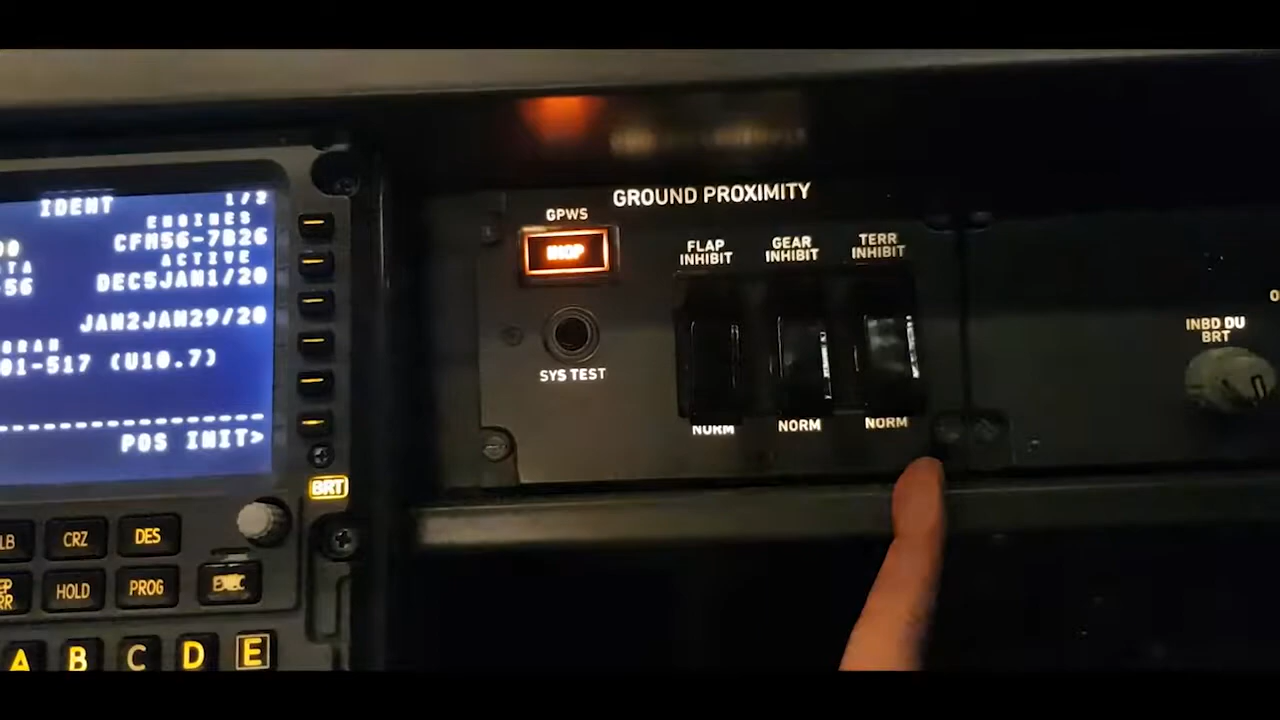 IDENT
1/2
ENGINES
CFM56-7B26
ACTIVE
DEC5JAN1/20
-56
JAN2JAN29/20
01-517 (U10.7)
POS INIT>
BRT
CRZ
DES
HOLD
PROG
EXEC
A
B
C
D
E
GROUND PROXIMITY
GPWS
INOP
SYS TEST
FLAP
INHIBIT
GEAR
INHIBIT
TERR
INHIBIT
NORM
NORM
NORM
INBD DU
BRT